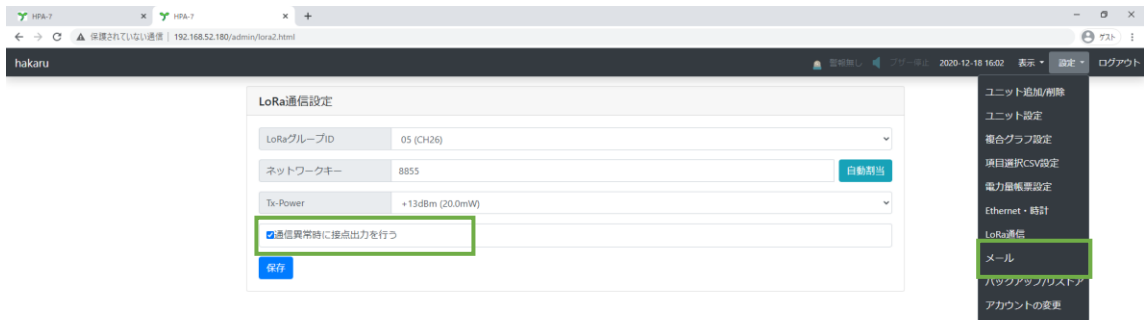 HPA-7
HPA-7
保護されていない通信 | 192.168.52.180/admin/lora2.html
ゲスト
hakaru
警報無し ブザー停止 2020-12-18 16:02 表示 設定 ログアウト
LoRa通信設定
LoRaグループID 05 (CH26)
ネットワークキー 8855 自動割当
Tx-Power +13dBm (20.0mW)
通信異常時に接点出力を行う
保存
ユニット追加/削除
ユニット設定
複合グラフ設定
項目選択CSV設定
電力量帳票設定
Ethernet・時計
LoRa通信
メール
バックアップ/リストア
アカウントの変更